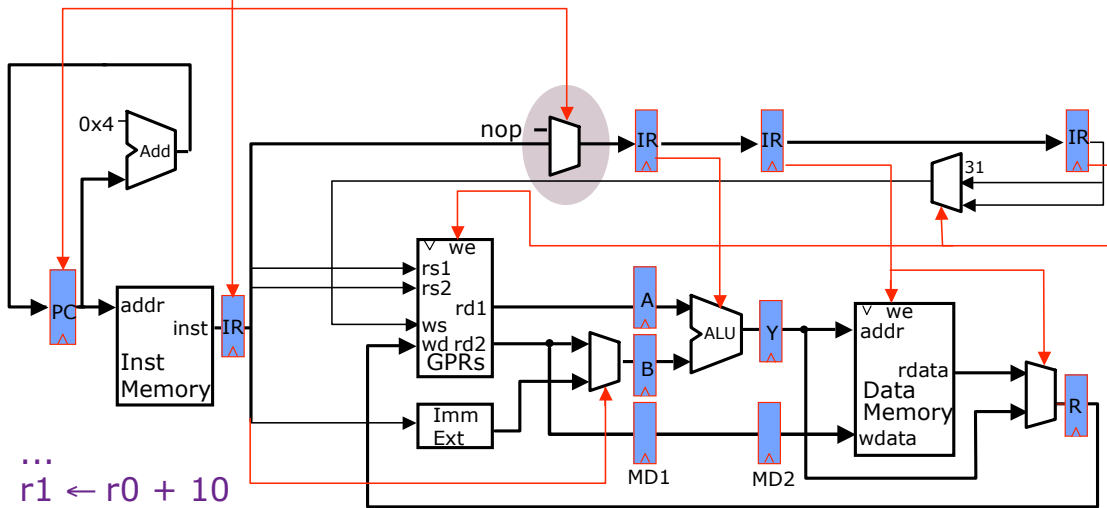 0x4
Add
nop
IR
IR
IR
31
we
rs1
rs2
rd1
ws
wd rd2
GPRs
A
B
ALU
Y
we
addr
rdata
Data
Memory
wdata
R
PC
addr
inst
IR
Inst
Memory
Imm
Ext
MD1
MD2
...
r1 ← r0 + 10